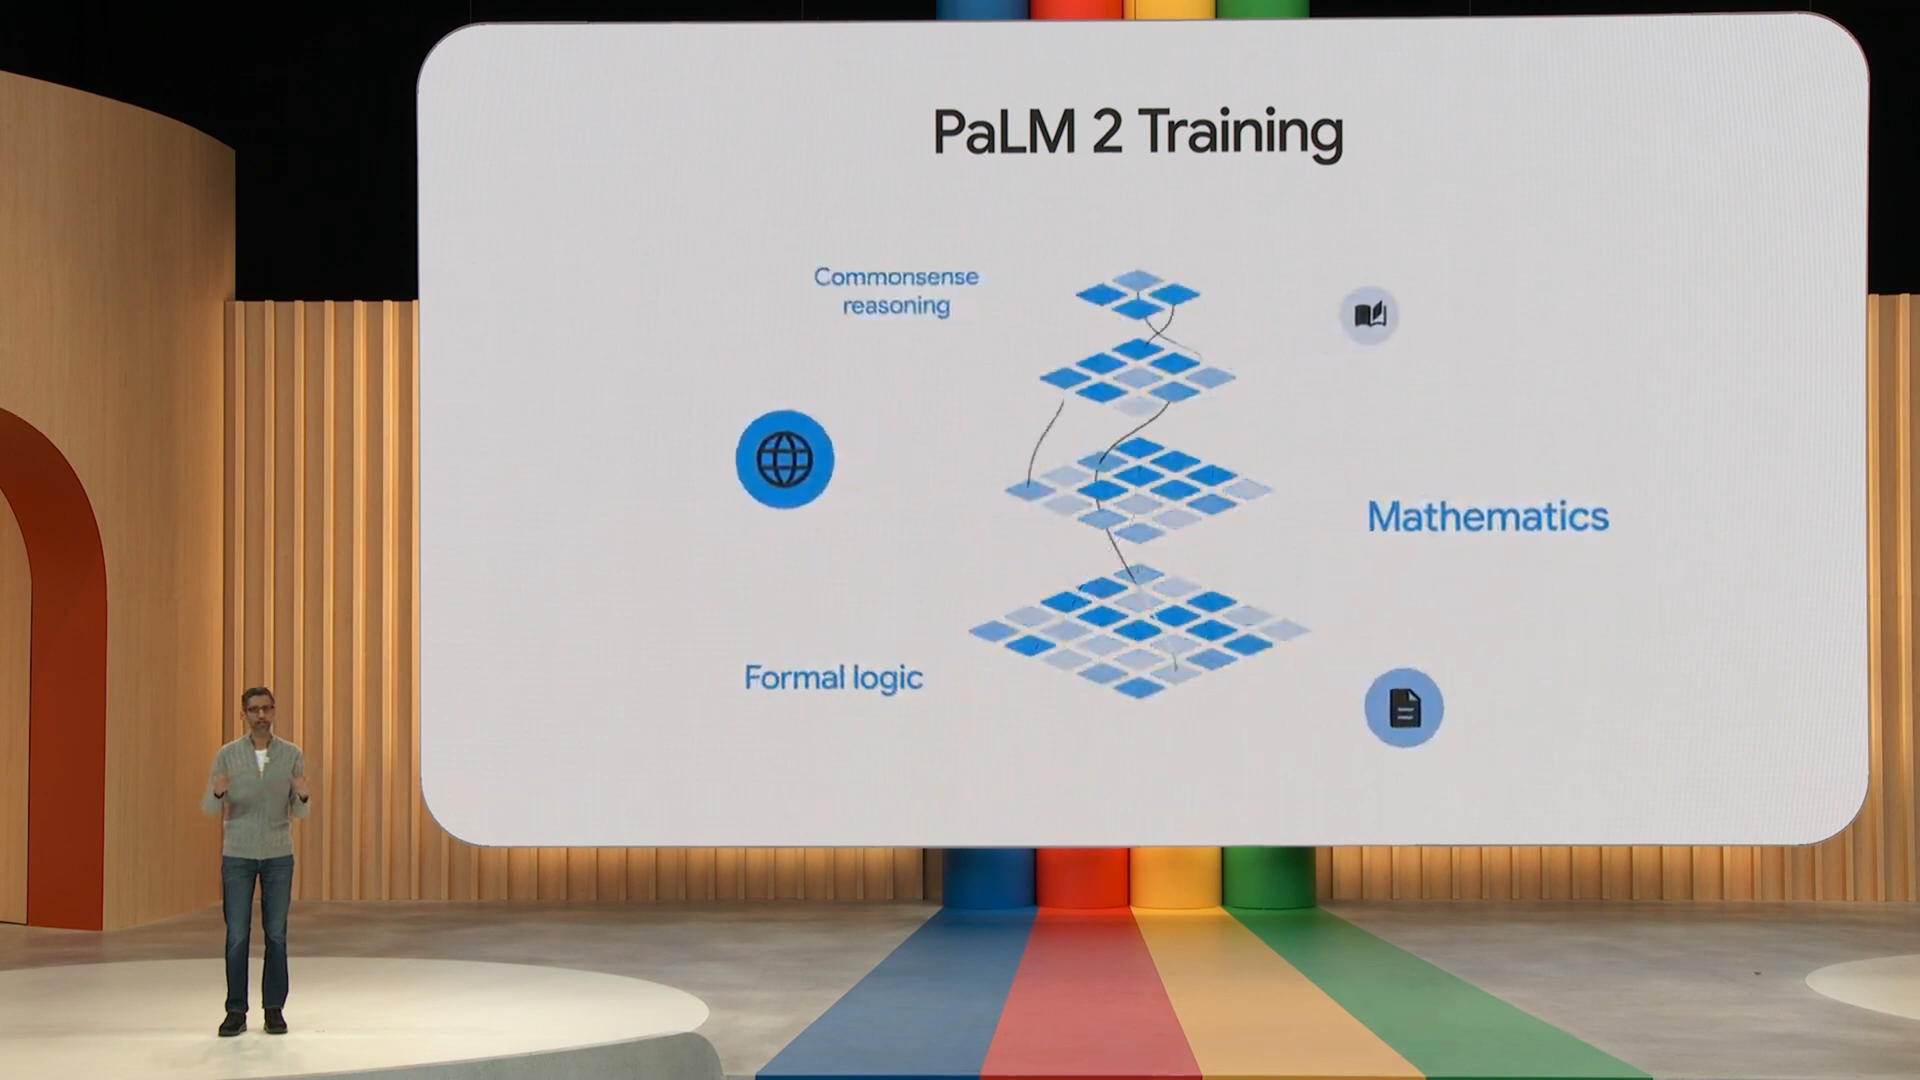 PaLM 2 Training
Commonsense
reasoning
Mathematics
Formal logic